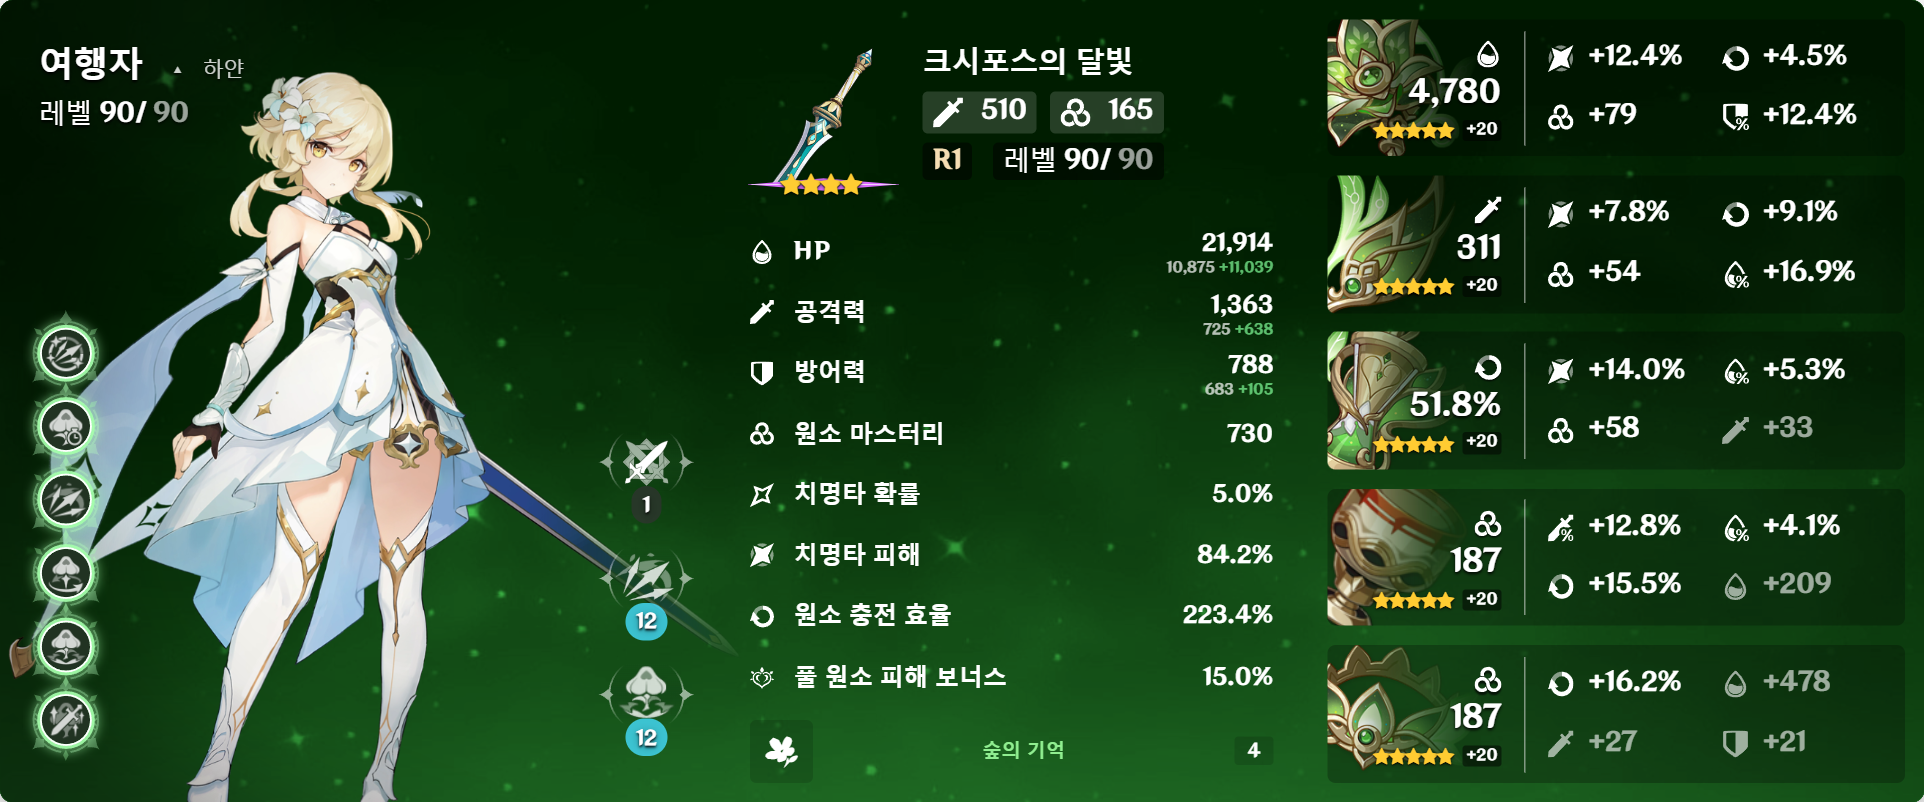 여행자 하얀
레벨 90/ 90
1
12
12
크시포스의 달빛
510 165
R1 레벨 90/ 90
HP 21,914
10,875 +11,039
공격력 1,363
725 +638
방어력 788
683 +105
원소 마스터리 730
치명타 확률 5.0%
치명타 피해 84.2%
원소 충전 효율 223.4%
풀 원소 피해 보너스 15.0%
숲의 기억 4
4,780
+20
+12.4% +4.5%
+79 +12.4%
311
+20
+7.8% +9.1%
+54 +16.9%
51.8%
+20
+14.0% +5.3%
+58 +33
187
+20
+12.8% +4.1%
+15.5% +209
187
+20
+16.2% +478
+27 +21